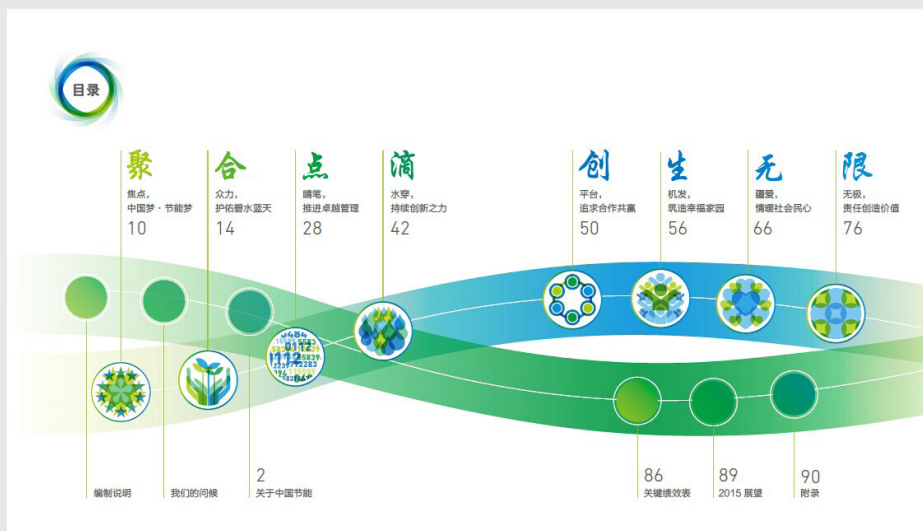 目录
聚
焦点，
中国梦·节能梦
10
合
众力，
护佑碧水蓝天
14
点
睛笔，
推进卓越管理
28
滴
水穿，
持续创新之力
42
创
平台，
追求合作共赢
50
生
机发，
筑造幸福家园
56
无
疆爱，
情暖社会民心
66
限
无极，
责任创造价值
76
编制说明
我们的问候
2
关于中国节能
86
关键绩效表
89
2015 展望
90
附录